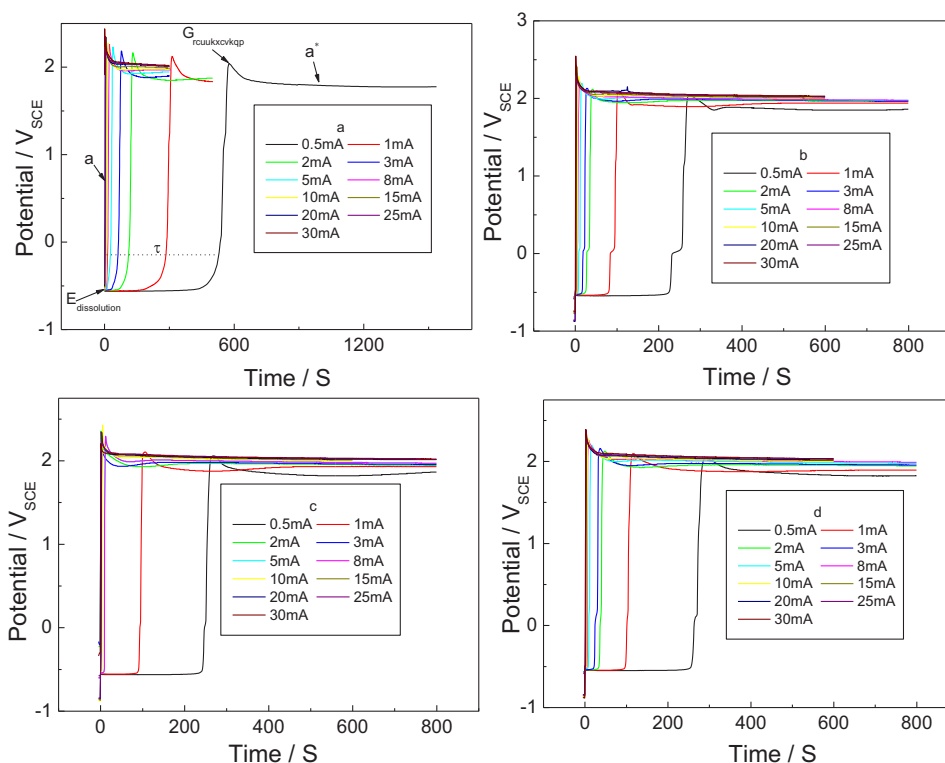 G rcuukxcvkqp
a*
a
τ
E dissolution
a
0.5mA 1mA
2mA 3mA
5mA 8mA
10mA 15mA
20mA 25mA
30mA
2
1
0
-1
0 600 1200
Potential / V SCE
Time / S
b
0.5mA 1mA
2mA 3mA
5mA 8mA
10mA 15mA
20mA 25mA
30mA
3
2
1
0
-1
0 200 400 600 800
Potential / V SCE
Time / S
c
0.5mA 1mA
2mA 3mA
5mA 8mA
10mA 15mA
20mA 25mA
30mA
3
2
1
0
-1
0 200 400 600 800
Potential / V SCE
Time / S
d
0.5mA 1mA
2mA 3mA
5mA 8mA
10mA 15mA
20mA 25mA
30mA
3
2
1
0
-1
0 200 400 600 800
Potential / V SCE
Time / S